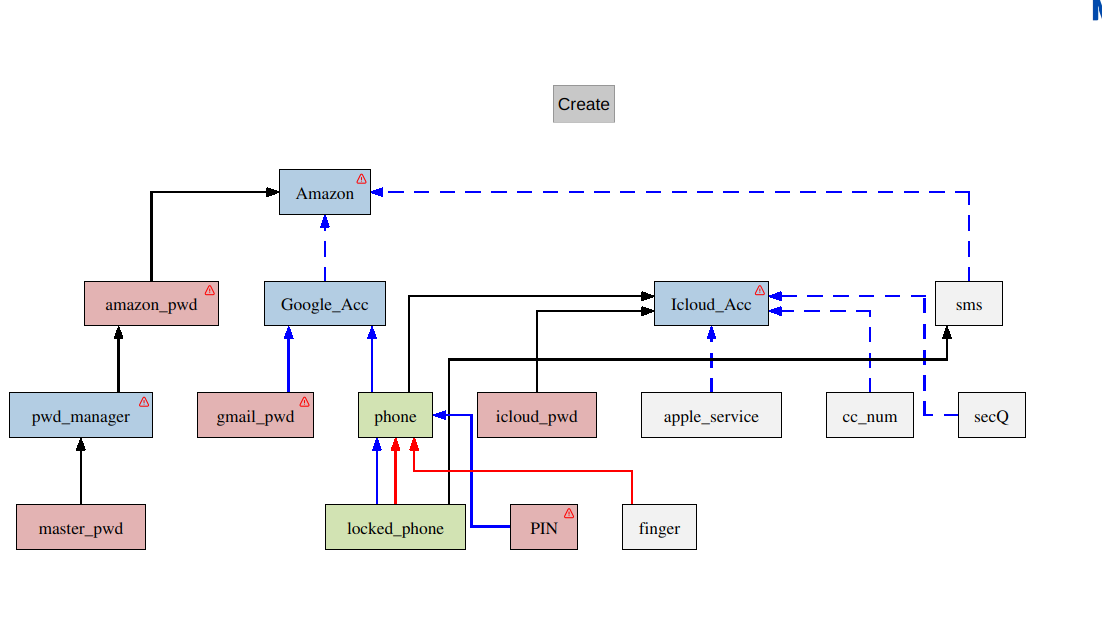 Create
Amazon
amazon_pwd
Google_Acc
Icloud_Acc
sms
pwd_manager
gmail_pwd
phone
icloud_pwd
apple_service
cc_num
secQ
master_pwd
locked_phone
PIN
finger